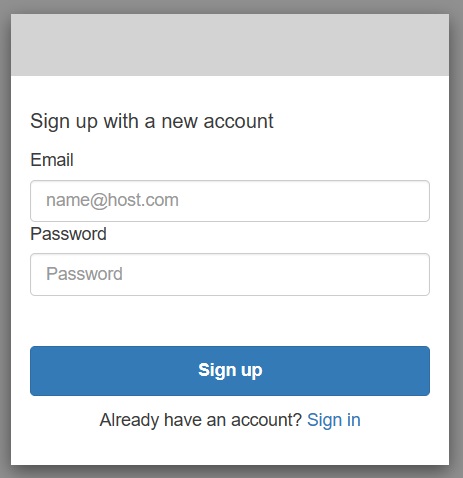 Sign up with a new account
Email
name@host.com
Password
Password
Sign up
Already have an account? Sign in